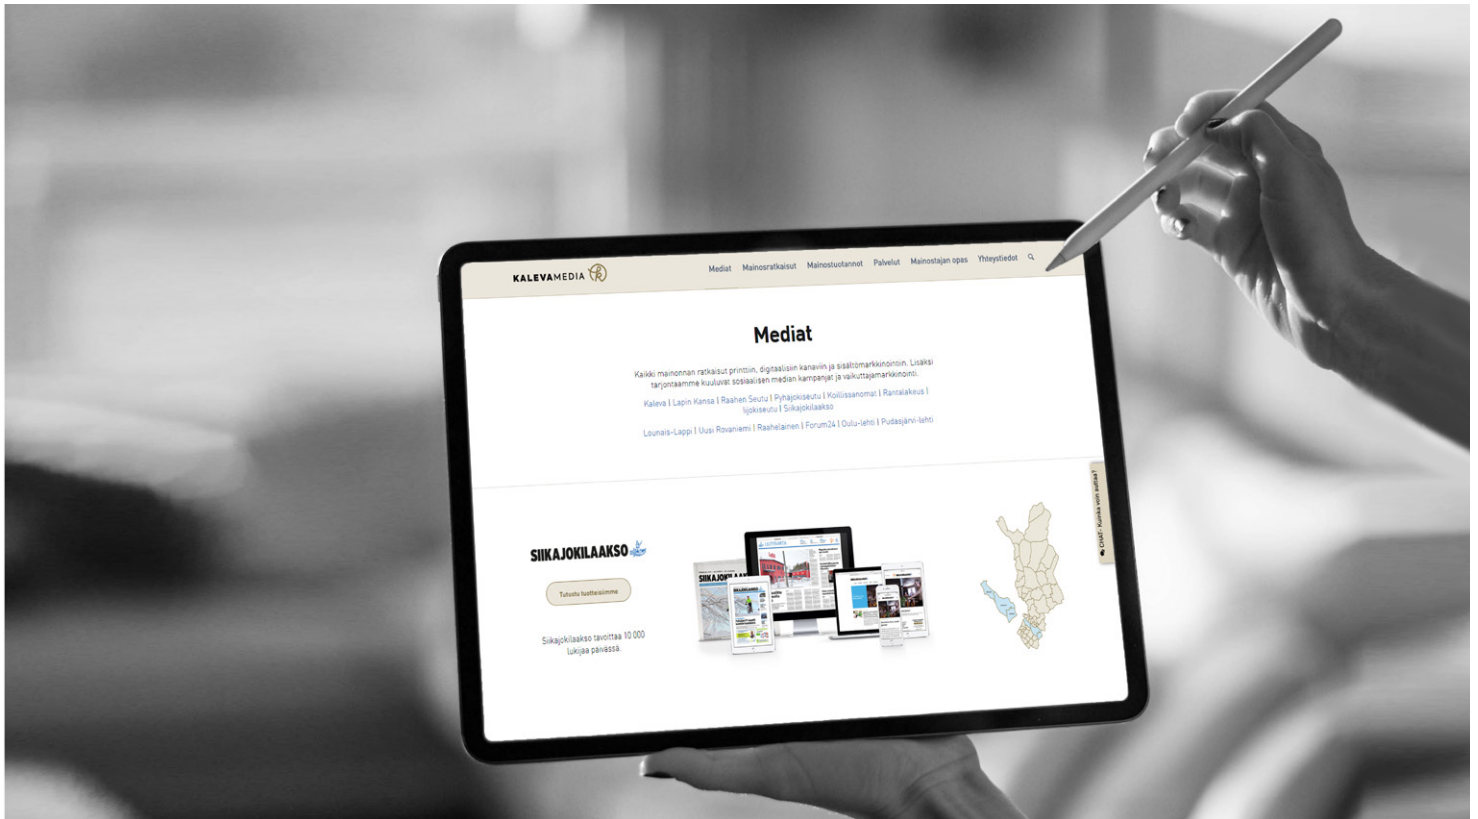 KALEVAMEDIA
Mediat Mainosratkaisut Mainostuotannot Palvelut Mainostajan opas Yhteystiedot
Mediat
Kaikki mainonnan ratkaisut printtiin, digitaalisiin kanaviin ja sisältömarkkinointiin. Lisäksi
tarjontaamme kuuluvat sosiaalisen median kampanjat ja vaikuttajamarkkinointi.
Kaleva | Lapin Kansa | Raahen Seutu | Pyhäjokiseutu | Koillissanomat | Rantalakeus |
Iijokiseutu | Siikajokilaakso
Lounais-Lappi | Uusi Rovaniemi | Raahelainen | Forum24 | Oulu-lehti | Pudasjärvi-lehti
CHAT- Kuinka voin auttaa?
SIIKAJOKILAAKSO
Tutustu tuotteisiimme
Siikajokilaakso tavoittaa 10 000
lukijaa päivässä.